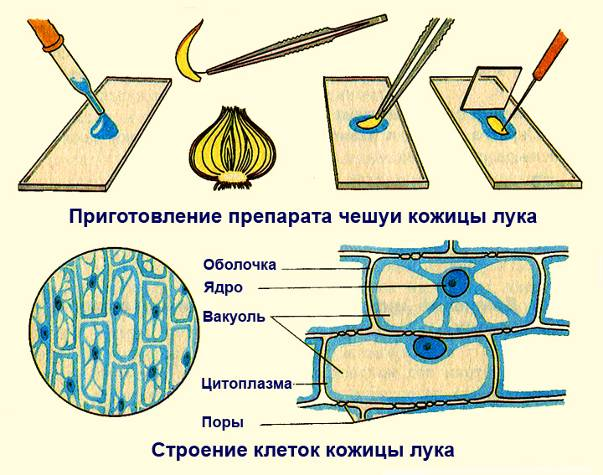 Приготовление препарата чешуи кожицы лука
Оболочка
Ядро
Вакуоль
Цитоплазма
Поры
Строение клеток кожицы лука